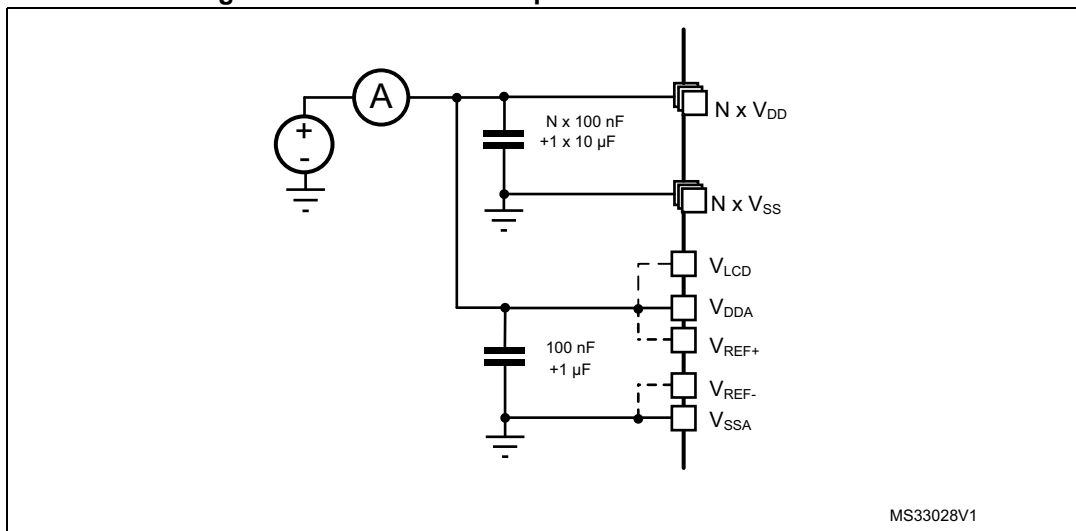 A
+
-
N x 100 nF
+1 x 10 µF
N x VDD
N x VSS
VLCD
VDDA
100 nF
+1 µF
VREF+
VREF-
VSSA
MS33028V1